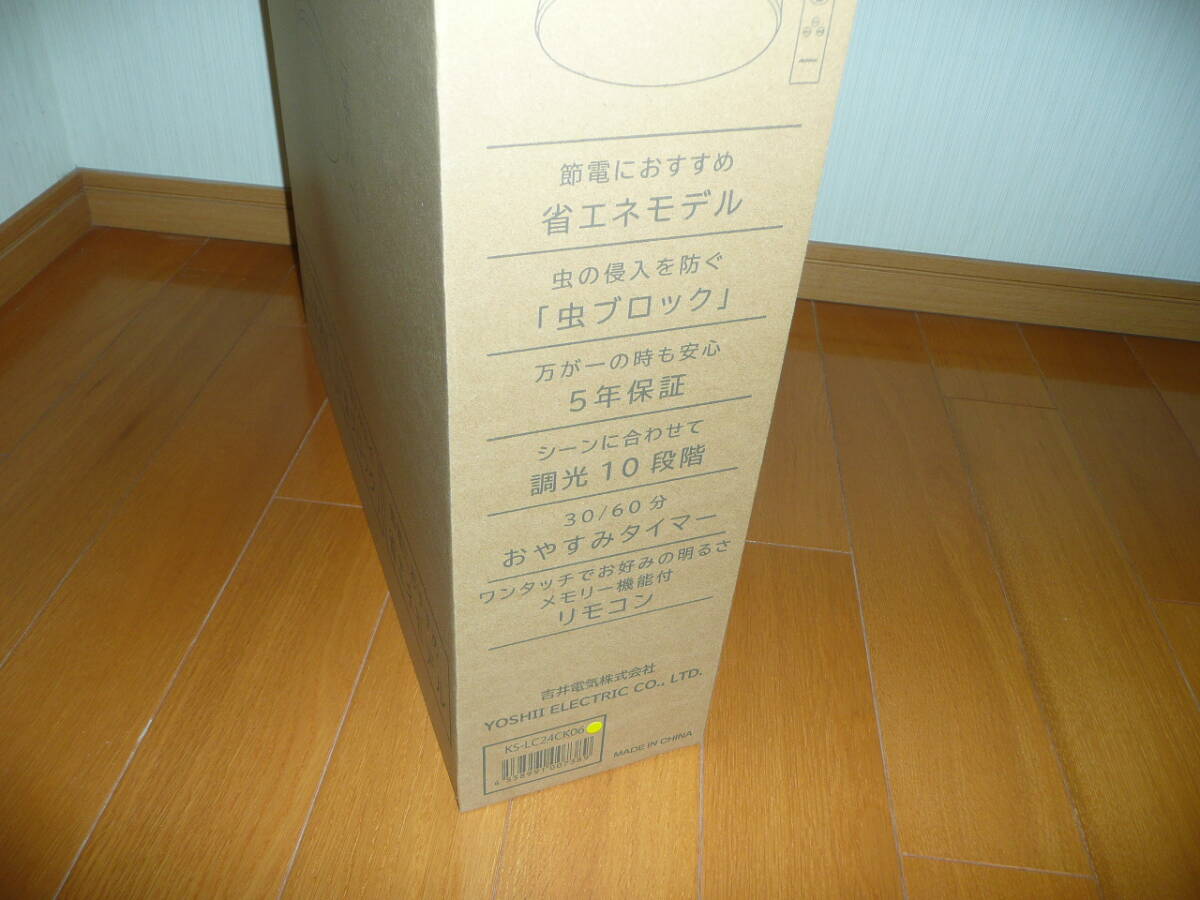 節電におすすめ
省エネモデル
虫の侵入を防ぐ
「虫ブロック」
万が一の時も安心
5年保証
シーンに合わせて
調光10段階
30/60分
おやすみタイマー
ワンタッチでお好みの明るさ
メモリー機能付
リモコン
吉井電気株式会社
YOSHII ELECTRIC CO., LTD.
KS-LC24CK06
MADE IN CHINA